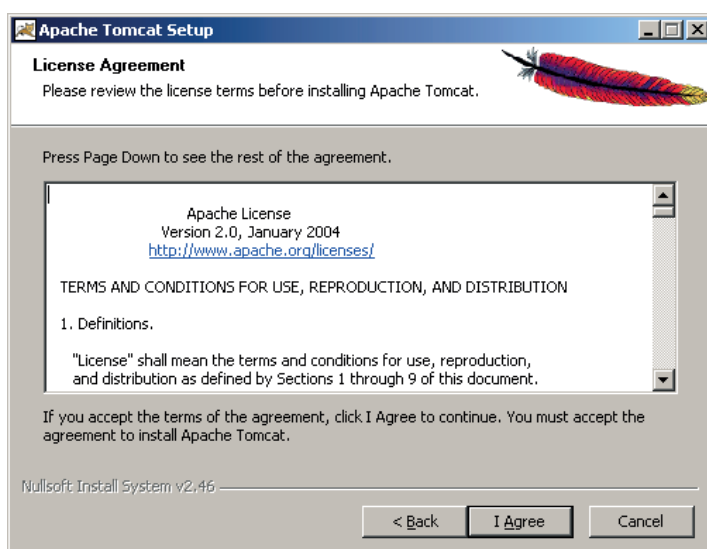 Apache Tomcat Setup
License Agreement
Please review the license terms before installing Apache Tomcat.
Press Page Down to see the rest of the agreement.
Apache License
Version 2.0, January 2004
http://www.apache.org/licenses/
TERMS AND CONDITIONS FOR USE, REPRODUCTION, AND DISTRIBUTION
1. Definitions.
"License" shall mean the terms and conditions for use, reproduction,
and distribution as defined by Sections 1 through 9 of this document.
If you accept the terms of the agreement, click I Agree to continue. You must accept the
agreement to install Apache Tomcat.
Nullsoft Install System v2.46
< Back I Agree Cancel